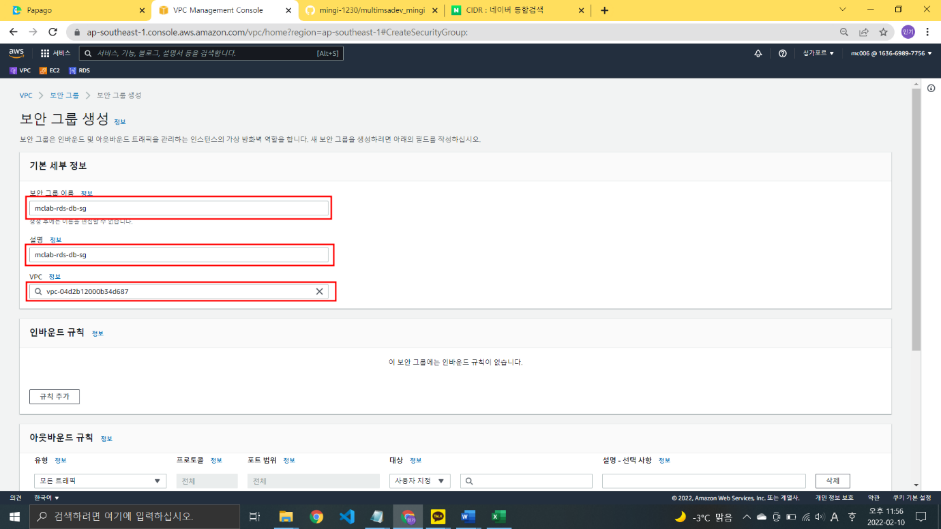 Papago
VPC Management Console
mingi-1230/multimsadev_mingi
CIDR : 네이버 통합검색
ap-southeast-1.console.aws.amazon.com/vpc/home?region=ap-southeast-1#CreateSecurityGroup:
민기
aws
서비스
서비스, 기능, 블로그, 설명서 등을 검색합니다.
[Alt+S]
싱가포르
mc006 @ 1636-6989-7756
VPC
EC2
RDS
VPC
보안 그룹
보안 그룹 생성
보안 그룹 생성 정보
보안 그룹은 인바운드 및 아웃바운드 트래픽을 관리하는 인스턴스의 가상 방화벽 역할을 합니다. 새 보안 그룹을 생성하려면 아래의 필드를 작성하십시오.
기본 세부 정보
보안 그룹 이름 정보
mclab-rds-db-sg
생성 후에는 이름을 편집할 수 없습니다.
설명 정보
mclab-rds-db-sg
VPC 정보
vpc-04d2b12000b34d687
인바운드 규칙 정보
이 보안 그룹에는 인바운드 규칙이 없습니다.
규칙 추가
아웃바운드 규칙 정보
유형 정보
프로토콜 정보
포트 범위 정보
대상 정보
설명 - 선택 사항 정보
모든 트래픽
전체
전체
사용자 지정
삭제
의견
한국어
© 2022, Amazon Web Services, Inc. 또는 계열사.
개인 정보 보호
약관
쿠키 기본 설정
검색하려면 여기에 입력하십시오.
-3°C 맑음
A
오후 11:56
2022-02-10